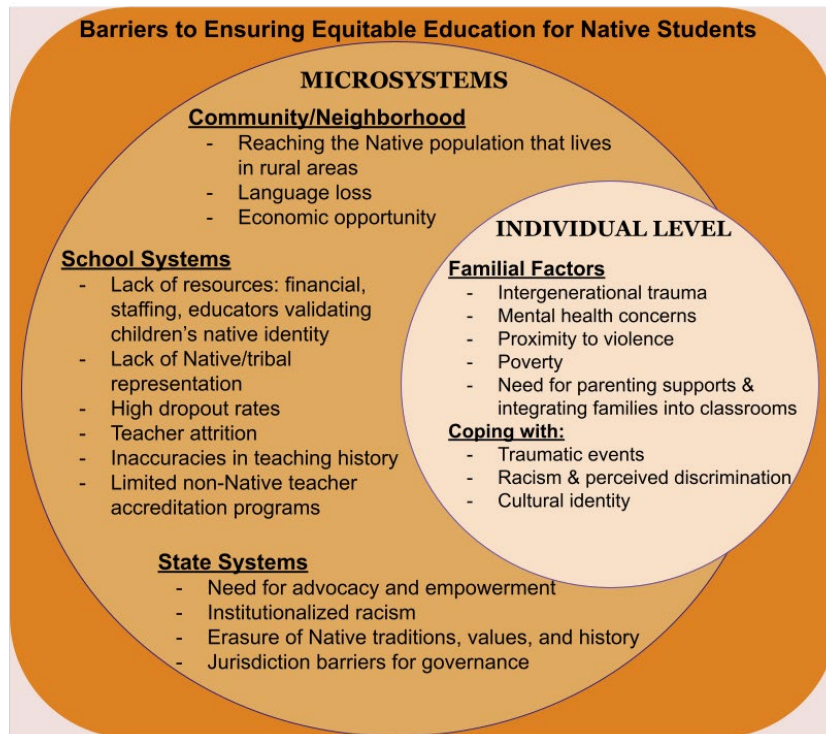 Barriers to Ensuring Equitable Education for Native Students
MICROSYSTEMS
Community/Neighborhood
- Reaching the Native population that lives
in rural areas
- Language loss
- Economic opportunity
School Systems
- Lack of resources: financial,
staffing, educators validating
children’s native identity
- Lack of Native/tribal
representation
- High dropout rates
- Teacher attrition
- Inaccuracies in teaching history
- Limited non-Native teacher
accreditation programs
State Systems
- Need for advocacy and empowerment
- Institutionalized racism
- Erasure of Native traditions, values, and history
- Jurisdiction barriers for governance
INDIVIDUAL LEVEL
Familial Factors
- Intergenerational trauma
- Mental health concerns
- Proximity to violence
- Poverty
- Need for parenting supports &
integrating families into classrooms
Coping with:
- Traumatic events
- Racism & perceived discrimination
- Cultural identity